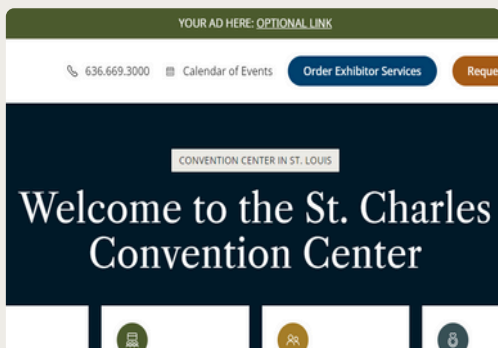 YOUR AD HERE: OPTIONAL LINK
636.669.3000 Calendar of Events Order Exhibitor Services Reque
CONVENTION CENTER IN ST. LOUIS
Welcome to the St. Charles
Convention Center